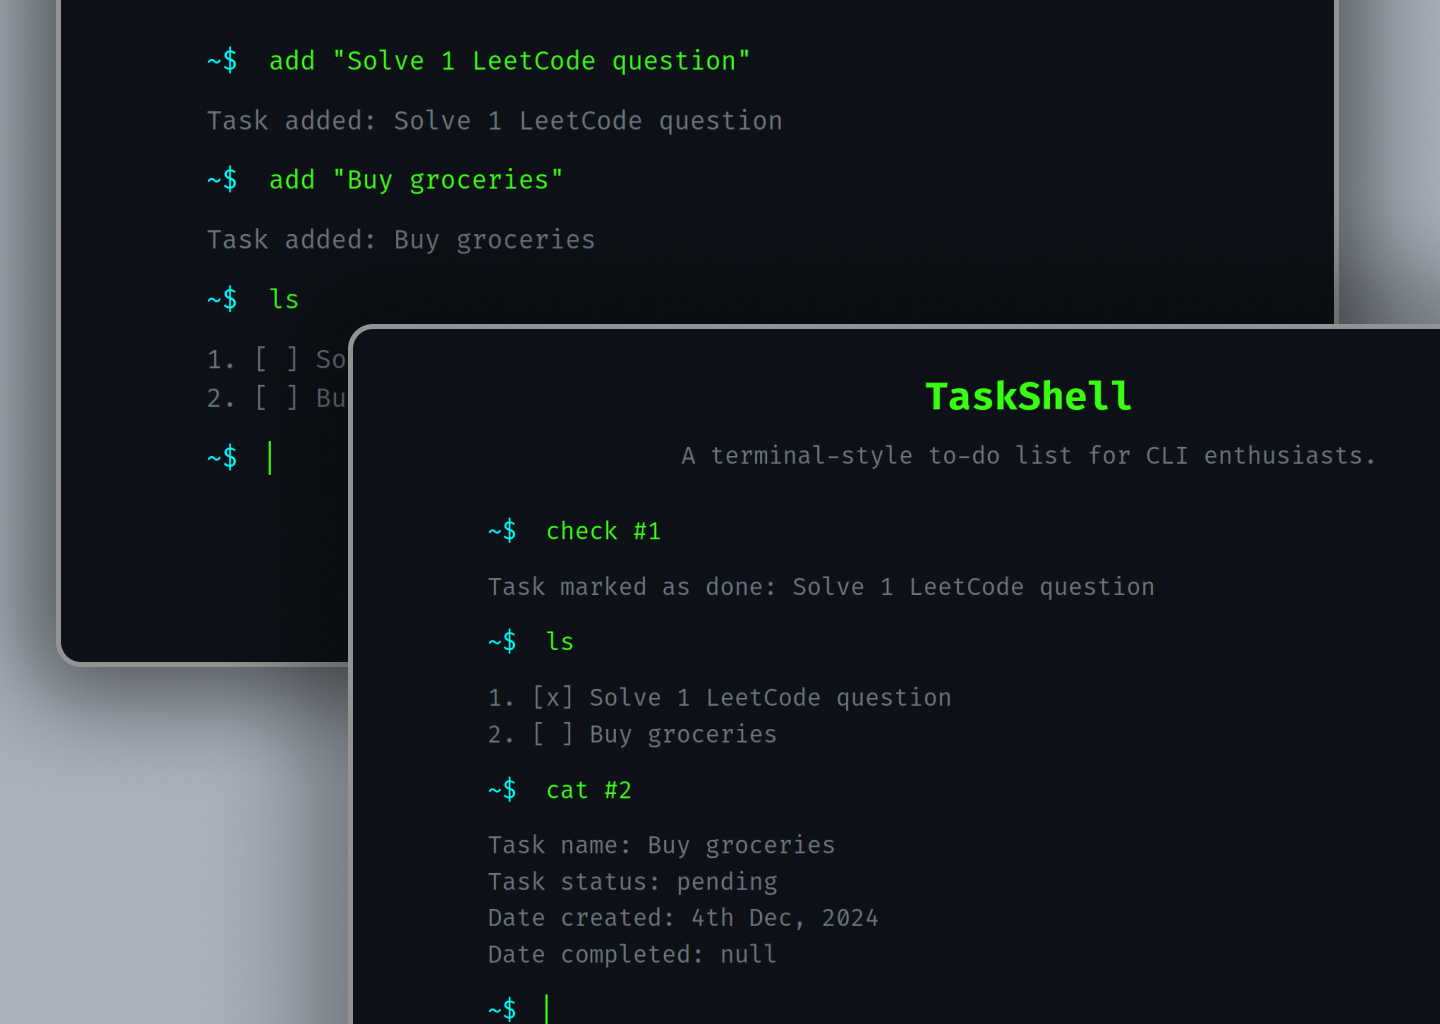 ~$ add "Solve 1 LeetCode question"
Task added: Solve 1 LeetCode question
~$ add "Buy groceries"
Task added: Buy groceries
~$ ls
1. [ ] So
2. [ ] Bu
~$
TaskShell
A terminal-style to-do list for CLI enthusiasts.
~$ check #1
Task marked as done: Solve 1 LeetCode question
~$ ls
1. [x] Solve 1 LeetCode question
2. [ ] Buy groceries
~$ cat #2
Task name: Buy groceries
Task status: pending
Date created: 4th Dec, 2024
Date completed: null
~$